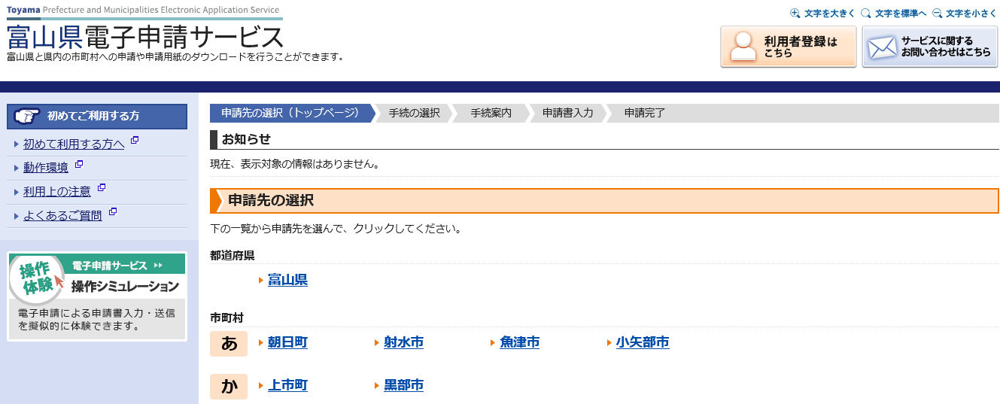 Toyama Prefecture and Municipalities Electronic Application Service
富山県電子申請サービス
富山県と県内の市町村への申請や申請用紙のダウンロードを行うことができます。
文字を大きく 文字を標準へ 文字を小さく
利用者登録は
こちら
サービスに関する
お問い合わせはこちら
初めてご利用する方
初めて利用する方へ
動作環境
利用上の注意
よくあるご質問
操作
体験
電子申請サービス
操作シミュレーション
電子申請による申請書入力・送信
を擬似的に体験できます。
申請先の選択（トップページ） 手続の選択 手続案内 申請書入力 申請完了
お知らせ
現在、表示対象の情報はありません。
申請先の選択
下の一覧から申請先を選んで、クリックしてください。
都道府県
富山県
市町村
あ 朝日町 射水市 魚津市 小矢部市
か 上市町 黒部市